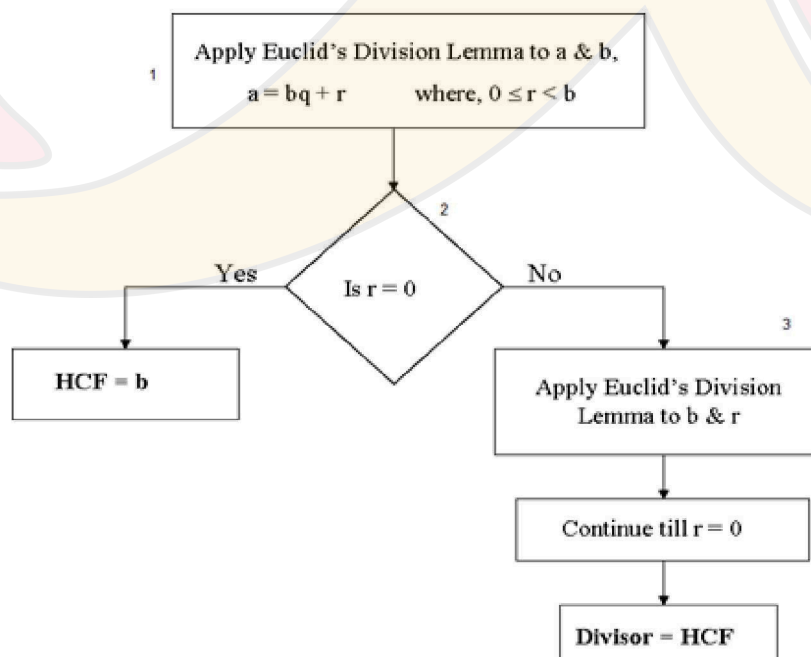 Apply Euclid's Division Lemma to a & b,
1
a = bq + r where, 0 ≤ r < b
2
Yes
No
Is r = 0
3
HCF = b
Apply Euclid's Division
Lemma to b & r
Continue till r = 0
Divisor = HCF